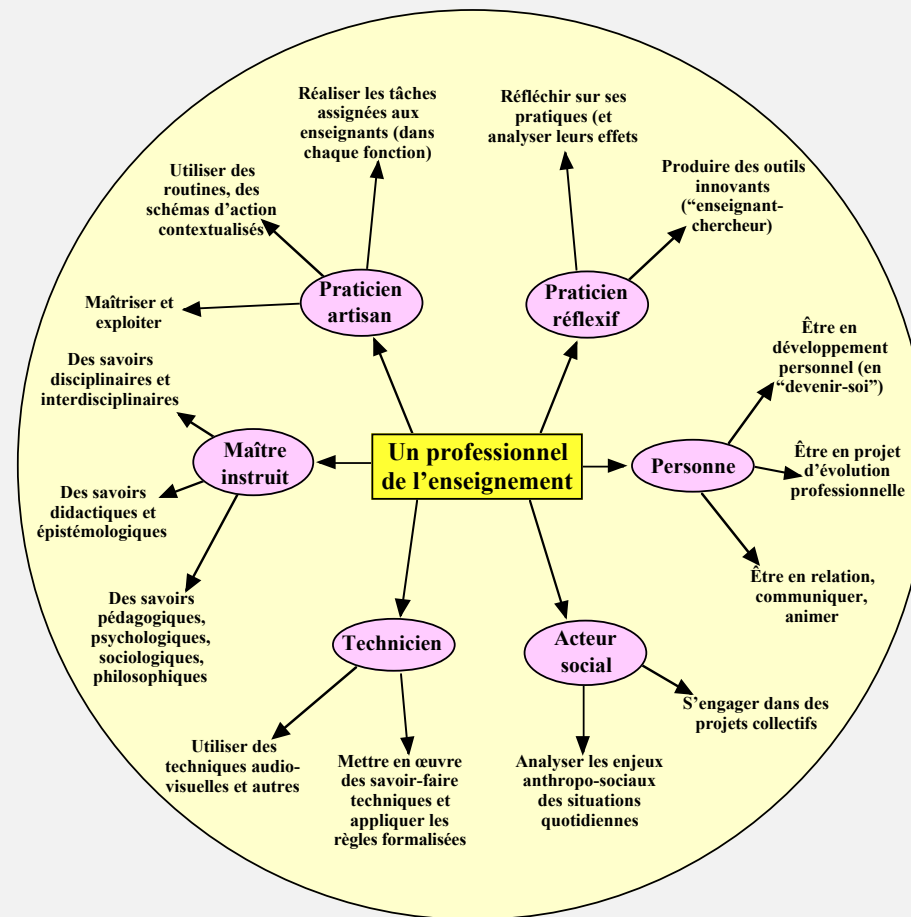 Réaliser les tâches
assignées aux
enseignants (dans
chaque fonction)
Réfléchir sur ses
pratiques (et
analyser leurs effets
Utiliser des
routines, des
schémas d’action
contextualisés
Produire des outils
innovants
(“enseignant-
chercheur)
Praticien
artisan
Praticien
réflexif
Maîtriser et
exploiter
Être en
développement
personnel (en
“devenir-soi”)
Des savoirs
disciplinaires et
interdisciplinaires
Maître
instruit
Un professionnel
de l’enseignement
Personne
Être en projet
d’évolution
professionnelle
Des savoirs
didactiques et
épistémologiques
Être en relation,
communiquer,
animer
Des savoirs
pédagogiques,
psychologiques,
sociologiques,
philosophiques
Technicien
Acteur
social
S’engager dans des
projets collectifs
Utiliser des
techniques audio-
visuelles et autres
Mettre en œuvre
des savoir-faire
techniques et
appliquer les
règles formalisées
Analyser les enjeux
anthropo-sociaux
des situations
quotidiennes